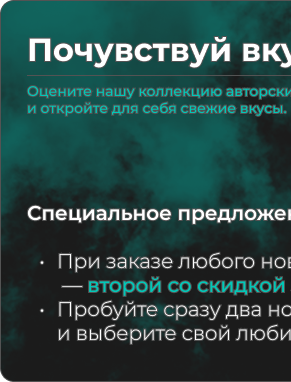 Почувствуй вку
Оцените нашу коллекцию авторски
и откройте для себя свежие вкусы.
Специальное предложен
• При заказе любого нов
— второй со скидкой
• Пробуйте сразу два но
и выберите свой люби